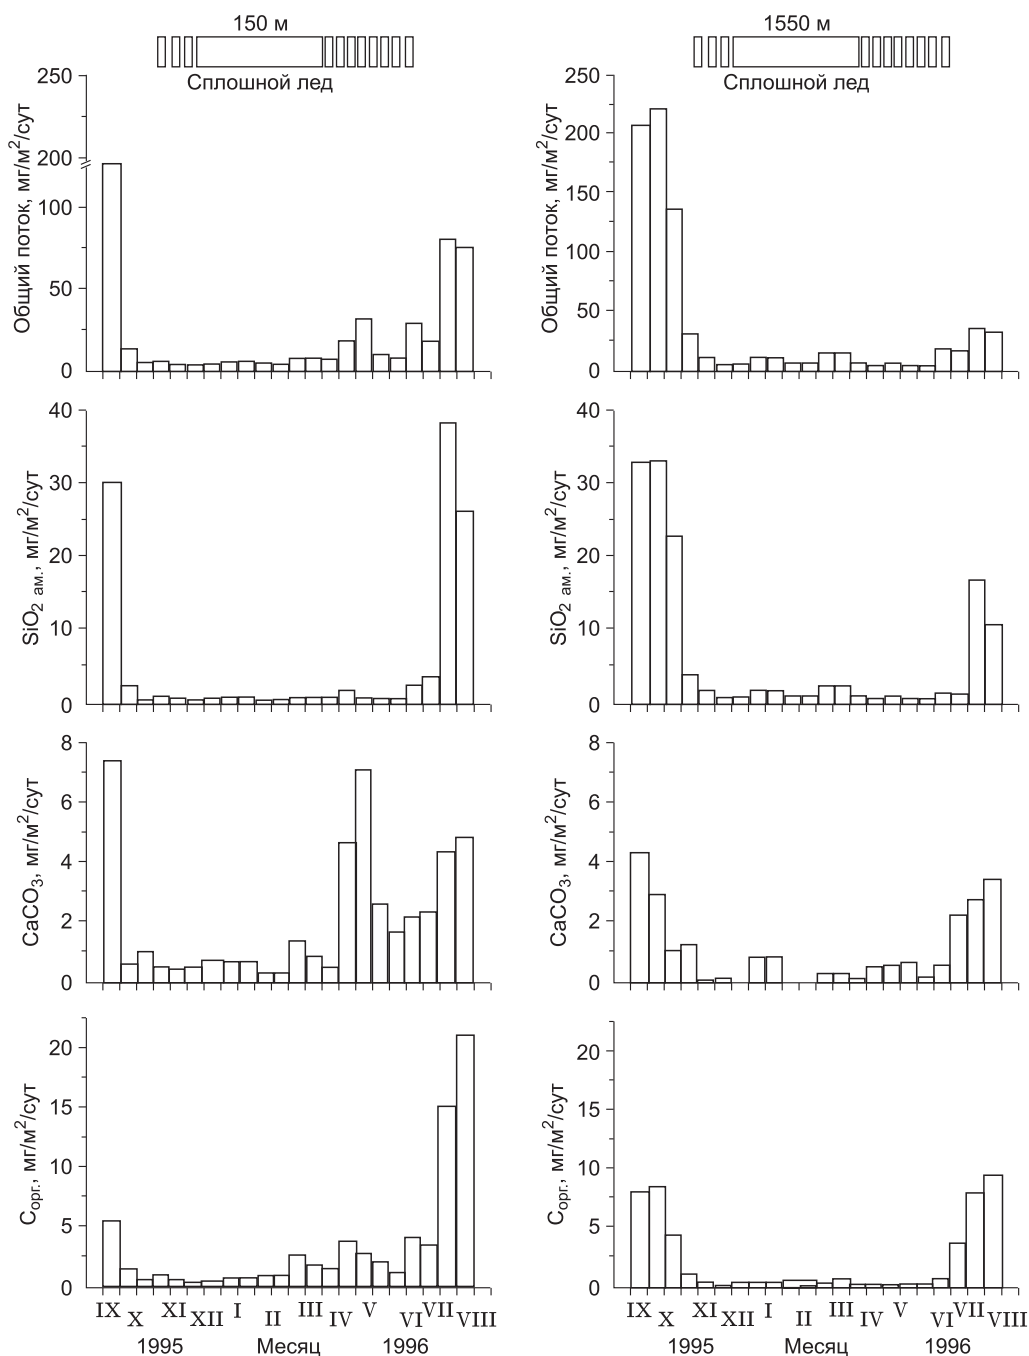 150 м
Сплошной лед
Общий поток, мг/м²/сут
250
200
100
50
0
1550 м
Сплошной лед
Общий поток, мг/м²/сут
250
200
150
100
50
0
SiO₂ ам., мг/м²/сут
40
30
20
10
0
SiO₂ ам., мг/м²/сут
40
30
20
10
0
CaCO₃, мг/м²/сут
8
6
4
2
0
CaCO₃, мг/м²/сут
8
6
4
2
0
Cорг., мг/м²/сут
20
15
10
5
0
IX X XI XII I II III IV V VI VII VIII
1995 Месяц 1996
Cорг., мг/м²/сут
20
15
10
5
0
IX X XI XII I II III IV V VI VII VIII
1995 Месяц 1996